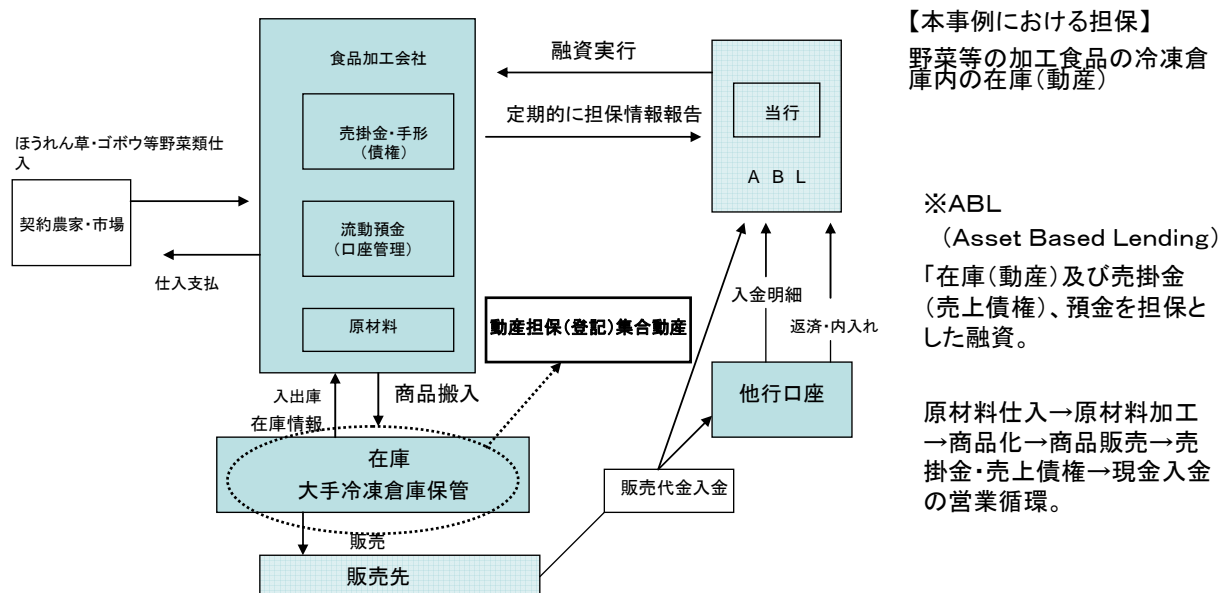 食品加工会社
売掛金・手形
(債権)
流動預金
(口座管理)
原材料
ほうれん草・ゴボウ等野菜類仕
入
契約農家・市場
仕入支払
融資実行
定期的に担保情報報告
当行
ABL
動産担保(登記)集合動産
入金明細
返済・内入れ
他行口座
入出庫
在庫情報
商品搬入
在庫
大手冷凍倉庫保管
販売代金入金
販売
販売先
【本事例における担保】
野菜等の加工食品の冷凍倉
庫内の在庫(動産)
※ABL
(Asset Based Lending)
「在庫(動産)及び売掛金
(売上債権)、預金を担保と
した融資。
原材料仕入→原材料加工
→商品化→商品販売→売
掛金・売上債権→現金入金
の営業循環。